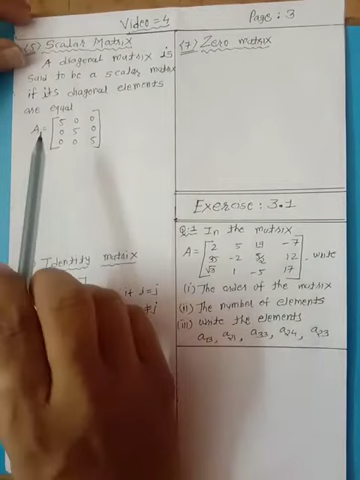 Video = 4
Page : 3
(5) Scalar Matrix
A diagonal matrix is
said to be a scalar matrix
if its diagonal elements
are equal
A= [ 5 0 0
0 5 0
0 0 5 ]
Identity matrix
if i=j
≠j
(7) Zero matrix
Exercise : 3.1
Q:1 In the matrix
A = [ 2 5 19 -7
35 -2 5/2 12
√3 1 -5 17 ], write
(i) The order of the matrix
(ii) The number of elements
(iii) write the elements
a13, a21, a33, a24, a23